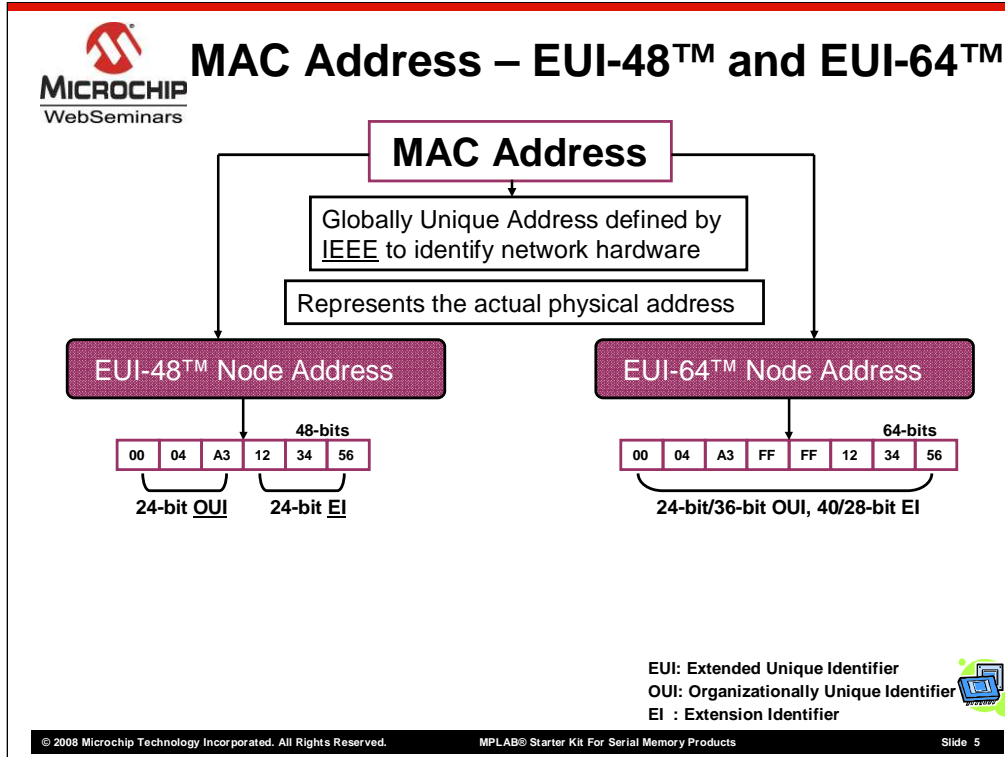 MICROCHIP
WebSeminars
MAC Address – EUI-48™ and EUI-64™
MAC Address
Globally Unique Address defined by
IEEE to identify network hardware
Represents the actual physical address
EUI-48™ Node Address
48-bits
00 04 A3 12 34 56
24-bit OUI 24-bit EI
EUI-64™ Node Address
64-bits
00 04 A3 FF FF 12 34 56
24-bit/36-bit OUI, 40/28-bit EI
EUI: Extended Unique Identifier
OUI: Organizationally Unique Identifier
EI : Extension Identifier
© 2008 Microchip Technology Incorporated. All Rights Reserved. MPLAB® Starter Kit For Serial Memory Products Slide 5